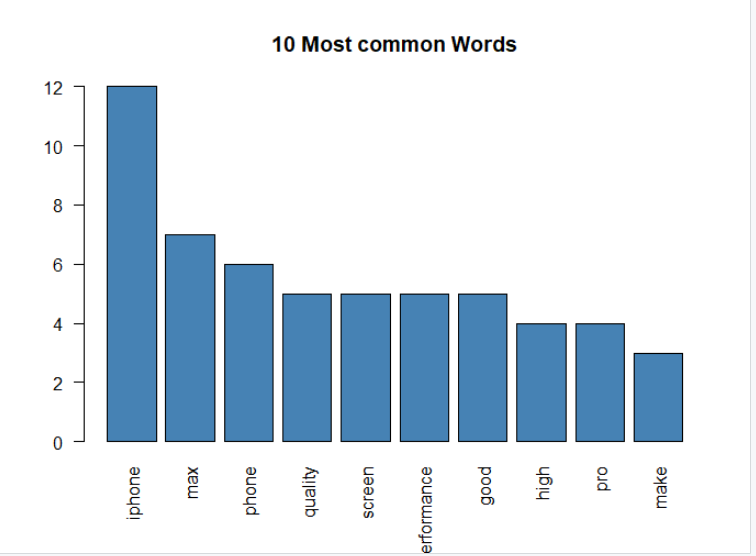 10 Most common Words
12
10
8
6
4
2
0
iphone
max
phone
quality
screen
erformance
good
high
pro
make